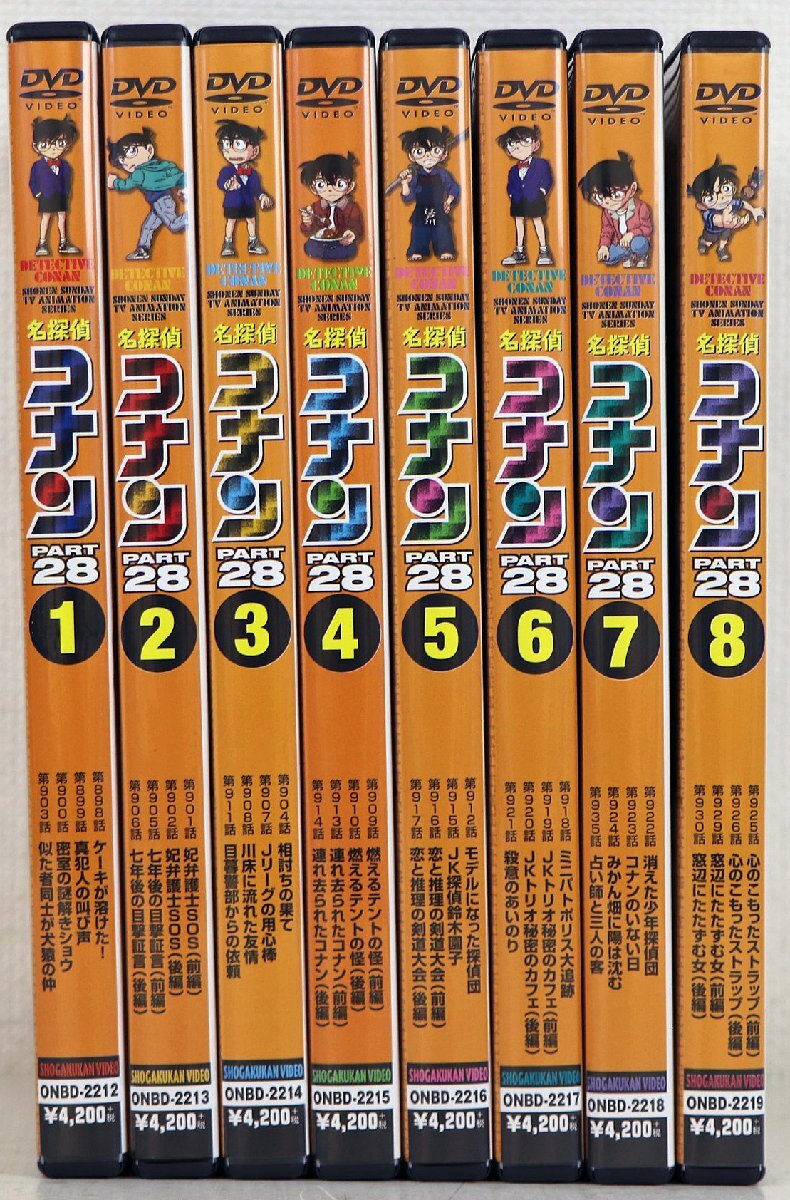 DVD
VIDEO
DETECTIVE
CONAN
SHONEN SUNDAY
TV ANIMATION
SERIES
名探偵
コナン
PART
28
1
第898話 ケーキが溶けた!
第899話 真犯人の叫び声
第900話 密室の謎解きショウ
第903話 似た者同士が犬猿の仲
SHOGAKUKAN VIDEO
ONBD-2212
¥4,200+税
DVD
VIDEO
DETECTIVE
CONAN
SHONEN SUNDAY
TV ANIMATION
SERIES
名探偵
コナン
PART
28
2
第901話 妃弁護士SOS(前編)
第902話 妃弁護士SOS(後編)
第905話 七年後の目撃証言(前編)
第906話 七年後の目撃証言(後編)
SHOGAKUKAN VIDEO
ONBD-2213
¥4,200+税
DVD
VIDEO
DETECTIVE
CONAN
SHONEN SUNDAY
TV ANIMATION
SERIES
名探偵
コナン
PART
28
3
第904話 相討ちの果て
第907話 Jリーグの用心棒
第908話 川床に流れた友情
第911話 目暮警部からの依頼
SHOGAKUKAN VIDEO
ONBD-2214
¥4,200+税
DVD
VIDEO
DETECTIVE
CONAN
SHONEN SUNDAY
TV ANIMATION
SERIES
名探偵
コナン
PART
28
4
第909話 燃えるテントの怪(前編)
第910話 燃えるテントの怪(後編)
第913話 連れ去られたコナン(前編)
第914話 連れ去られたコナン(後編)
SHOGAKUKAN VIDEO
ONBD-2215
¥4,200+税
DVD
VIDEO
DETECTIVE
CONAN
SHONEN SUNDAY
TV ANIMATION
SERIES
名探偵
コナン
PART
28
5
第912話 モデルになった探偵団
第915話 JK探偵鈴木園子
第916話 恋と推理の剣道大会(前編)
第917話 恋と推理の剣道大会(後編)
SHOGAKUKAN VIDEO
ONBD-2216
¥4,200+税
DVD
VIDEO
DETECTIVE
CONAN
SHONEN SUNDAY
TV ANIMATION
SERIES
名探偵
コナン
PART
28
6
第918話 ミニパトポリス大追跡
第919話 JKトリオ秘密のカフェ(前編)
第920話 JKトリオ秘密のカフェ(後編)
第921話 殺意のあいのり
SHOGAKUKAN VIDEO
ONBD-2217
¥4,200+税
DVD
VIDEO
DETECTIVE
CONAN
SHONEN SUNDAY
TV ANIMATION
SERIES
名探偵
コナン
PART
28
7
第922話 消えた少年探偵団
第923話 コナンのいない日
第924話 みかん畑に陽は沈む
第935話 占い師と三人の客
SHOGAKUKAN VIDEO
ONBD-2218
¥4,200+税
DVD
VIDEO
DETECTIVE
CONAN
SHONEN SUNDAY
TV ANIMATION
SERIES
名探偵
コナン
PART
28
8
第925話 心のこもったストラップ(前編)
第926話 心のこもったストラップ(後編)
第929話 窓辺にたたずむ女(前編)
第930話 窓辺にたたずむ女(後編)
SHOGAKUKAN VIDEO
ONBD-2219
¥4,200+税